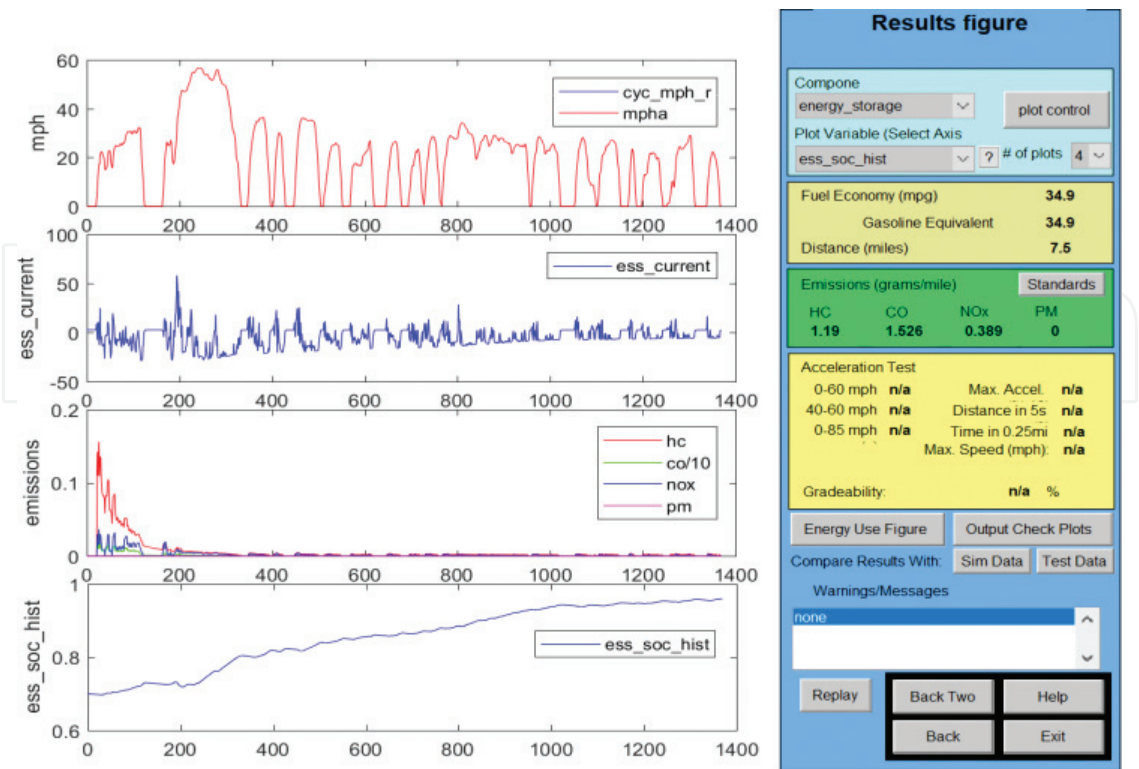 60
40
20
0
mph
cyc_mph_r
mpha
0 200 400 600 800 1000 1200 1400
100
50
0
-50
ess_current
ess_current
0 200 400 600 800 1000 1200 1400
0.2
0.1
0
emissions
hc
co/10
nox
pm
0 200 400 600 800 1000 1200 1400
1
0.8
0.6
ess_soc_hist
ess_soc_hist
0 200 400 600 800 1000 1200 1400
Results figure
Compone
energy_storage
plot control
Plot Variable (Select Axis
ess_soc_hist ? # of plots 4
Fuel Economy (mpg) 34.9
Gasoline Equivalent 34.9
Distance (miles) 7.5
Emissions (grams/mile) Standards
HC CO NOx PM
1.19 1.526 0.389 0
Acceleration Test
0-60 mph n/a Max. Accel. n/a
40-60 mph n/a Distance in 5s n/a
0-85 mph n/a Time in 0.25mi n/a
Max. Speed (mph): n/a
Gradeability: n/a %
Energy Use Figure Output Check Plots
Compare Results With: Sim Data Test Data
Warnings/Messages
none
Replay Back Two Help
Back Exit